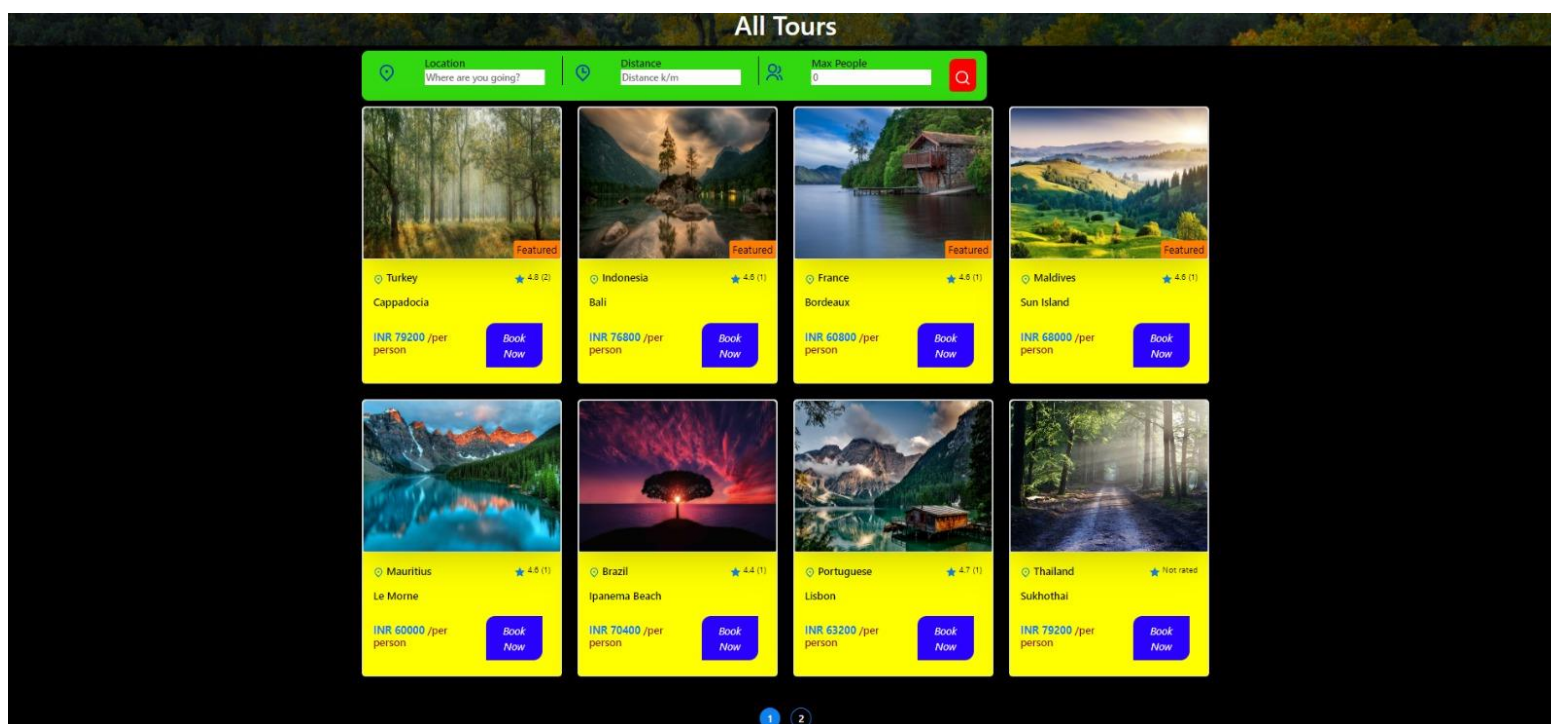 All Tours
Location Distance Max People
Where are you going? Distance k/m 0
Featured Featured Featured Featured
Turkey 4.8 (2) Indonesia 4.6 (1) France 4.6 (1) Maldives 4.6 (1)
Cappadocia Bali Bordeaux Sun Island
INR 79200 /per Book INR 76800 /per Book INR 60800 /per Book INR 68000 /per Book
person Now person Now person Now person Now
Mauritius 4.6 (1) Brazil 4.4 (1) Portuguese 4.7 (1) Thailand Not rated
Le Morne Ipanema Beach Lisbon Sukhothai
INR 60000 /per Book INR 70400 /per Book INR 63200 /per Book INR 79200 /per Book
person Now person Now person Now person Now
1 2